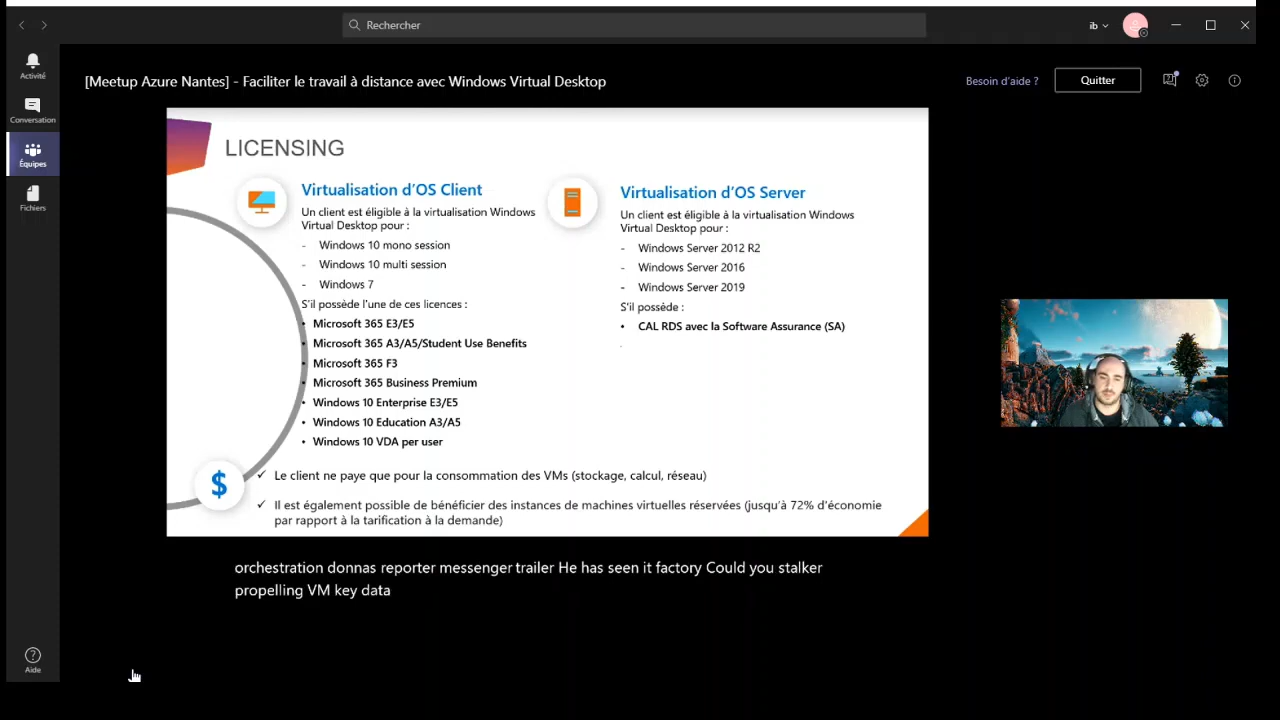 Rechercher
ib
Activité
Conversation
Équipes
Fichiers
Aide
[Meetup Azure Nantes] - Faciliter le travail à distance avec Windows Virtual Desktop
Besoin d'aide ?
Quitter
LICENSING
Virtualisation d'OS Client
Un client est éligible à la virtualisation Windows
Virtual Desktop pour :
- Windows 10 mono session
- Windows 10 multi session
- Windows 7
S'il possède l'une de ces licences :
• Microsoft 365 E3/E5
• Microsoft 365 A3/A5/Student Use Benefits
• Microsoft 365 F3
• Microsoft 365 Business Premium
• Windows 10 Enterprise E3/E5
• Windows 10 Education A3/A5
• Windows 10 VDA per user
Virtualisation d'OS Server
Un client est éligible à la virtualisation Windows
Virtual Desktop pour :
- Windows Server 2012 R2
- Windows Server 2016
- Windows Server 2019
S'il possède :
• CAL RDS avec la Software Assurance (SA)
$
✓ Le client ne paye que pour la consommation des VMs (stockage, calcul, réseau)
✓ Il est également possible de bénéficier des instances de machines virtuelles réservées (jusqu'à 72% d'économie
par rapport à la tarification à la demande)
orchestration donnas reporter messenger trailer He has seen it factory Could you stalker
propelling VM key data